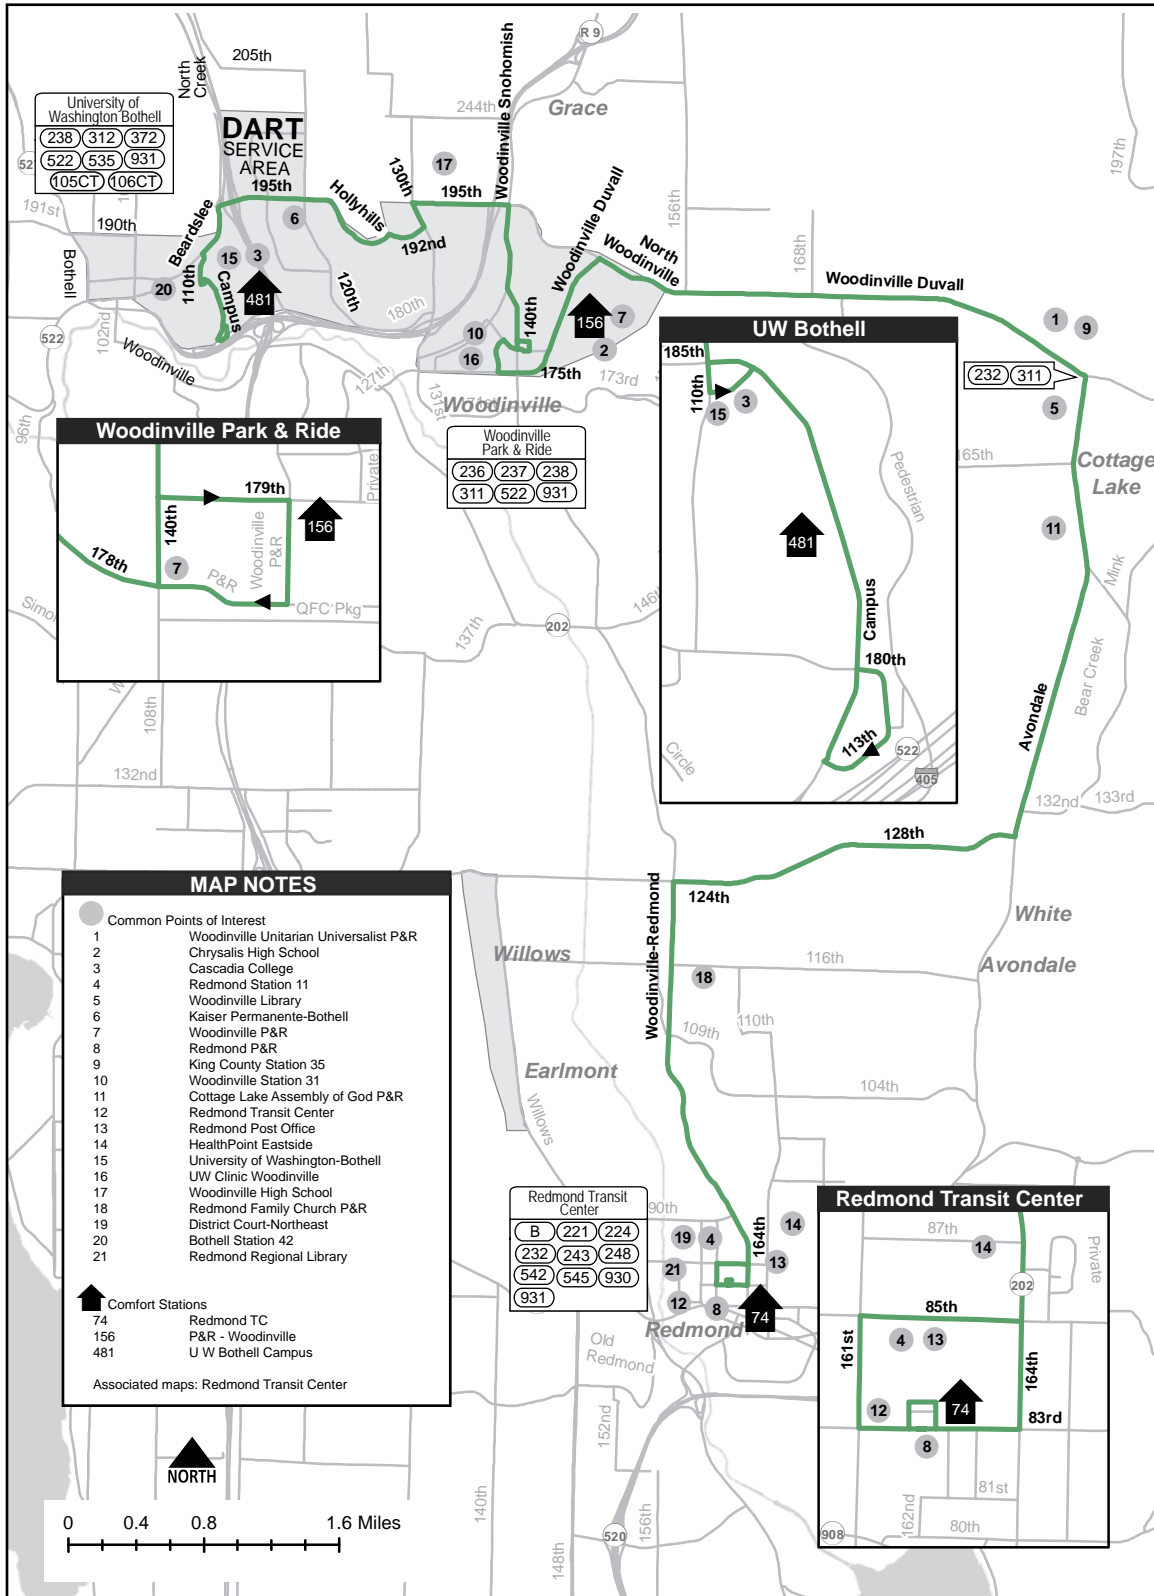 R 9
205th
North Creek
Woodinville Snohomish
244th
Grace
197th
University of
Washington Bothell
238 312 372
522 535 931
105CT 106CT
DART
SERVICE
AREA
195th
191st
190th
Beardslee
Hollyhills
130th
17
195th
192nd
Woodinville Duvall
156th
North
Woodinville
168th
Woodinville Duvall
6
15
3
481
20
110th
Campus
Bothell
120th
180th
140th
156
7
2
10
16
175th
173rd
522
102nd
Woodinville
127th
131st
171st
Woodinville
96th
1
9
232 311
5
165th
Cottage
Lake
11
Mink
Bear Creek
Avondale
132nd
133rd
UW Bothell
185th
110th
15
3
Pedestrian
481
Campus
180th
113th
522
405
Woodinville Park & Ride
179th
Private
140th
Woodinville
P&R
156
178th
7
P&R
QFC Pkg
Woodinville
Park & Ride
236 237 238
311 522 931
146th
202
137th
108th
132nd
Circle
128th
124th
White
Avondale
Woodinville-Redmond
Willows
116th
18
109th
110th
104th
Earlmont
Willows
MAP NOTES
Common Points of Interest
1 Woodinville Unitarian Universalist P&R
2 Chrysalis High School
3 Cascadia College
4 Redmond Station 11
5 Woodinville Library
6 Kaiser Permanente-Bothell
7 Woodinville P&R
8 Redmond P&R
9 King County Station 35
10 Woodinville Station 31
11 Cottage Lake Assembly of God P&R
12 Redmond Transit Center
13 Redmond Post Office
14 HealthPoint Eastside
15 University of Washington-Bothell
16 UW Clinic Woodinville
17 Woodinville High School
18 Redmond Family Church P&R
19 District Court-Northeast
20 Bothell Station 42
21 Redmond Regional Library
Comfort Stations
74 Redmond TC
156 P&R - Woodinville
481 U W Bothell Campus
Associated maps: Redmond Transit Center
Redmond Transit
Center
B 221 224
232 243 248
542 545 930
931
90th
19
4
164th
14
13
21
12
8
74
Redmond
Old
Redmond
152nd
140th
148th
156th
520
Redmond Transit Center
87th
14
Private
202
85th
161st
4
13
164th
12
74
83rd
8
81st
162nd
80th
908
NORTH
0 0.4 0.8 1.6 Miles